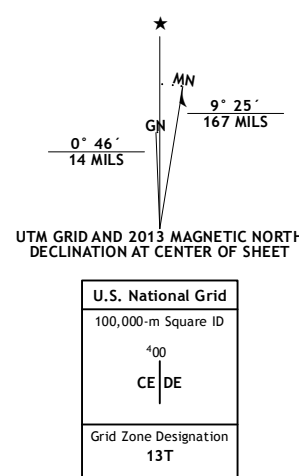 ★
MN
GN
9° 25´
167 MILS
0° 46´
14 MILS
UTM GRID AND 2013 MAGNETIC NORTH
DECLINATION AT CENTER OF SHEET
U.S. National Grid
100,000-m Square ID
⁴00
CE DE
Grid Zone Designation
13T